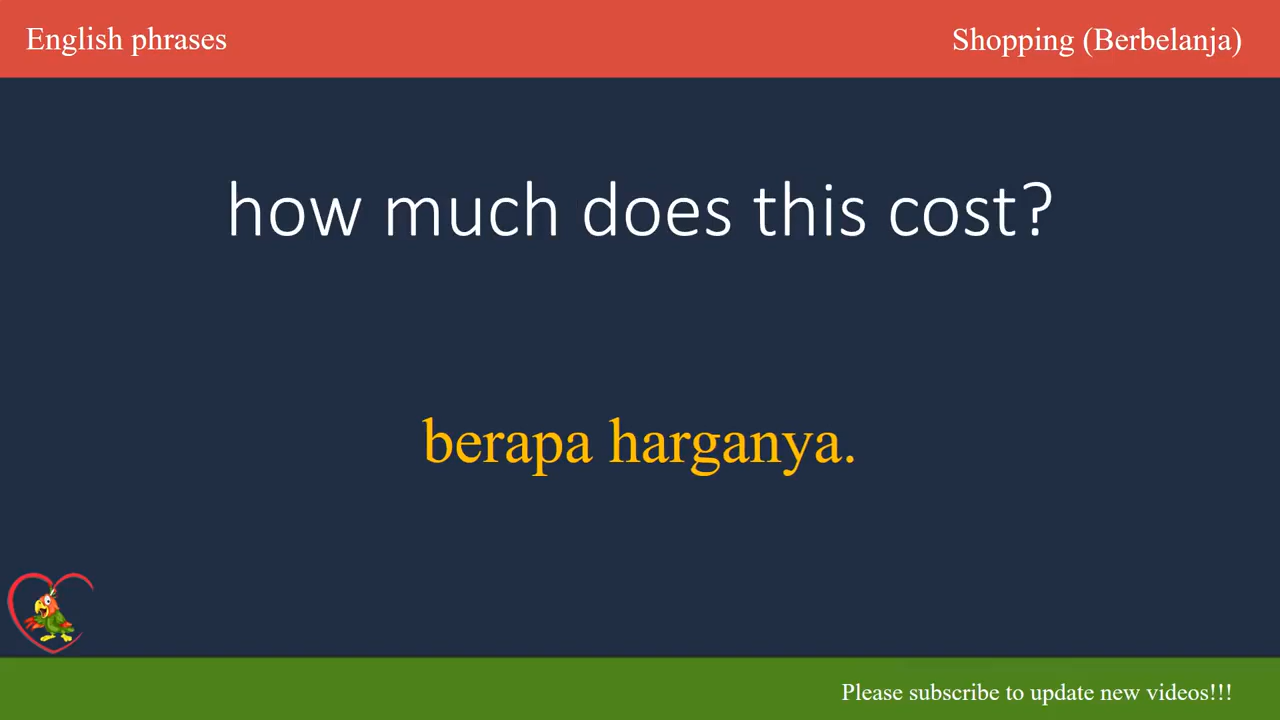 English phrases
Shopping (Berbelanja)
how much does this cost?
berapa harganya.
Please subscribe to update new videos!!!